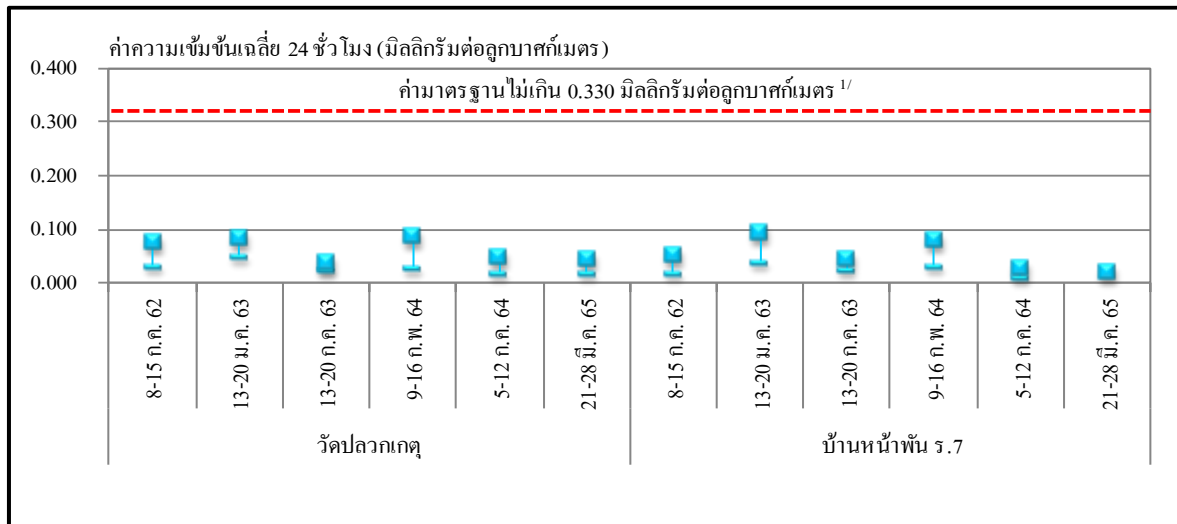 ค่าความเข้มข้นเฉลี่ย 24 ชั่วโมง (มิลลิกรัมต่อลูกบาศก์เมตร)
0.400
ค่ามาตรฐานไม่เกิน 0.330 มิลลิกรัมต่อลูกบาศก์เมตร 1/
0.300
0.200
0.100
0.000
8-15 ก.ค. 62
13-20 ม.ค. 63
13-20 ก.ค. 63
9-16 ก.พ. 64
5-12 ก.ค. 64
21-28 มี.ค. 65
8-15 ก.ค. 62
13-20 ม.ค. 63
13-20 ก.ค. 63
9-16 ก.พ. 64
5-12 ก.ค. 64
21-28 มี.ค. 65
วัดปลวกเกตุ
บ้านหน้าพัน ร.7